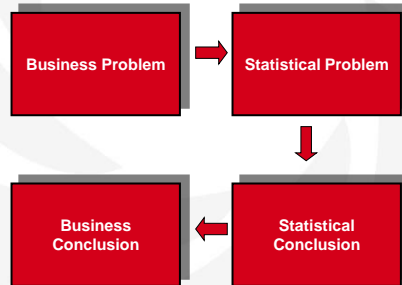 Business Problem
Statistical Problem
Business
Conclusion
Statistical
Conclusion